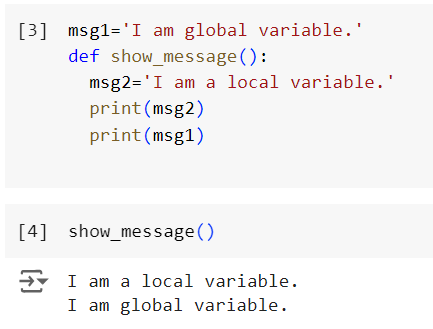 [3] msg1='I am global variable.'
def show_message():
  msg2='I am a local variable.'
  print(msg2)
  print(msg1)
[4] show_message()
I am a local variable.
I am global variable.